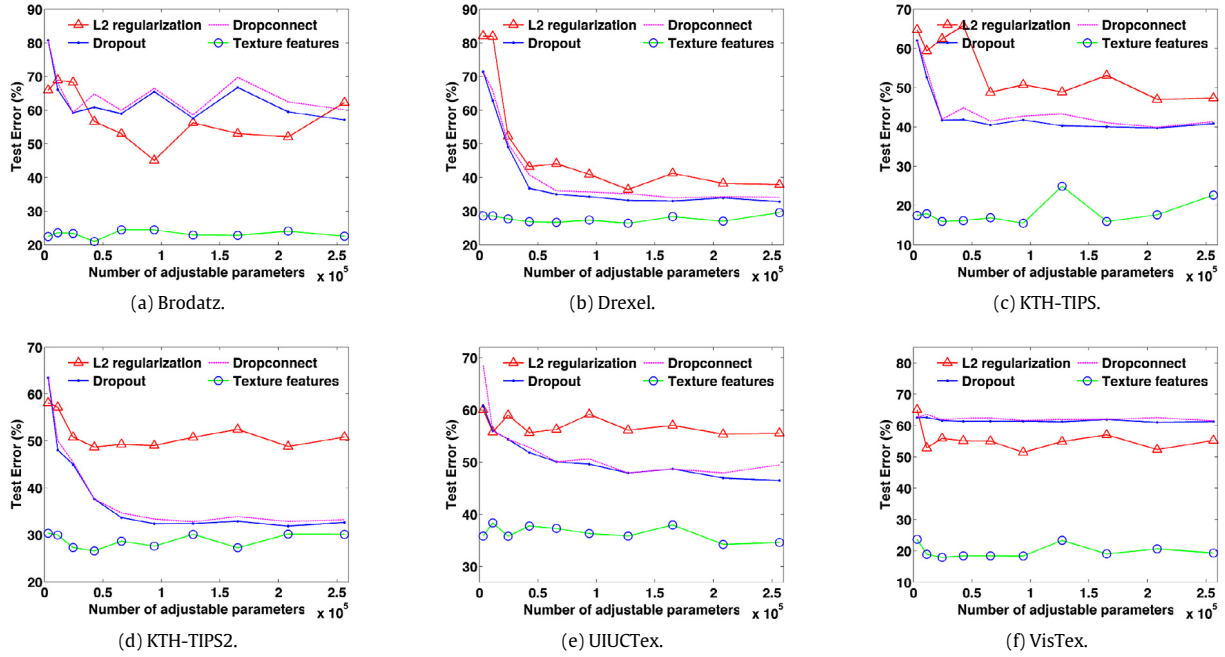 90
80
70
60
50
40
30
20
Test Error (%)
L2 regularization
Dropout
Dropconnect
Texture features
0 0.5 1 1.5 2 2.5
Number of adjustable parameters
x 10^5
(a) Brodatz.
90
80
70
60
50
40
30
20
Test Error (%)
L2 regularization
Dropout
Dropconnect
Texture features
0 0.5 1 1.5 2 2.5
Number of adjustable parameters
x 10^5
(b) Drexel.
70
60
50
40
30
20
10
Test Error (%)
L2 regularization
Dropout
Dropconnect
Texture features
0 0.5 1 1.5 2 2.5
Number of adjustable parameters
x 10^5
(c) KTH-TIPS.
70
60
50
40
30
20
Test Error (%)
L2 regularization
Dropout
Dropconnect
Texture features
0 0.5 1 1.5 2 2.5
Number of adjustable parameters
x 10^5
(d) KTH-TIPS2.
70
60
50
40
30
Test Error (%)
L2 regularization
Dropout
Dropconnect
Texture features
0 0.5 1 1.5 2 2.5
Number of adjustable parameters
x 10^5
(e) UIUCTex.
80
70
60
50
40
30
20
10
Test Error (%)
L2 regularization
Dropout
Dropconnect
Texture features
0 0.5 1 1.5 2 2.5
Number of adjustable parameters
x 10^5
(f) VisTex.